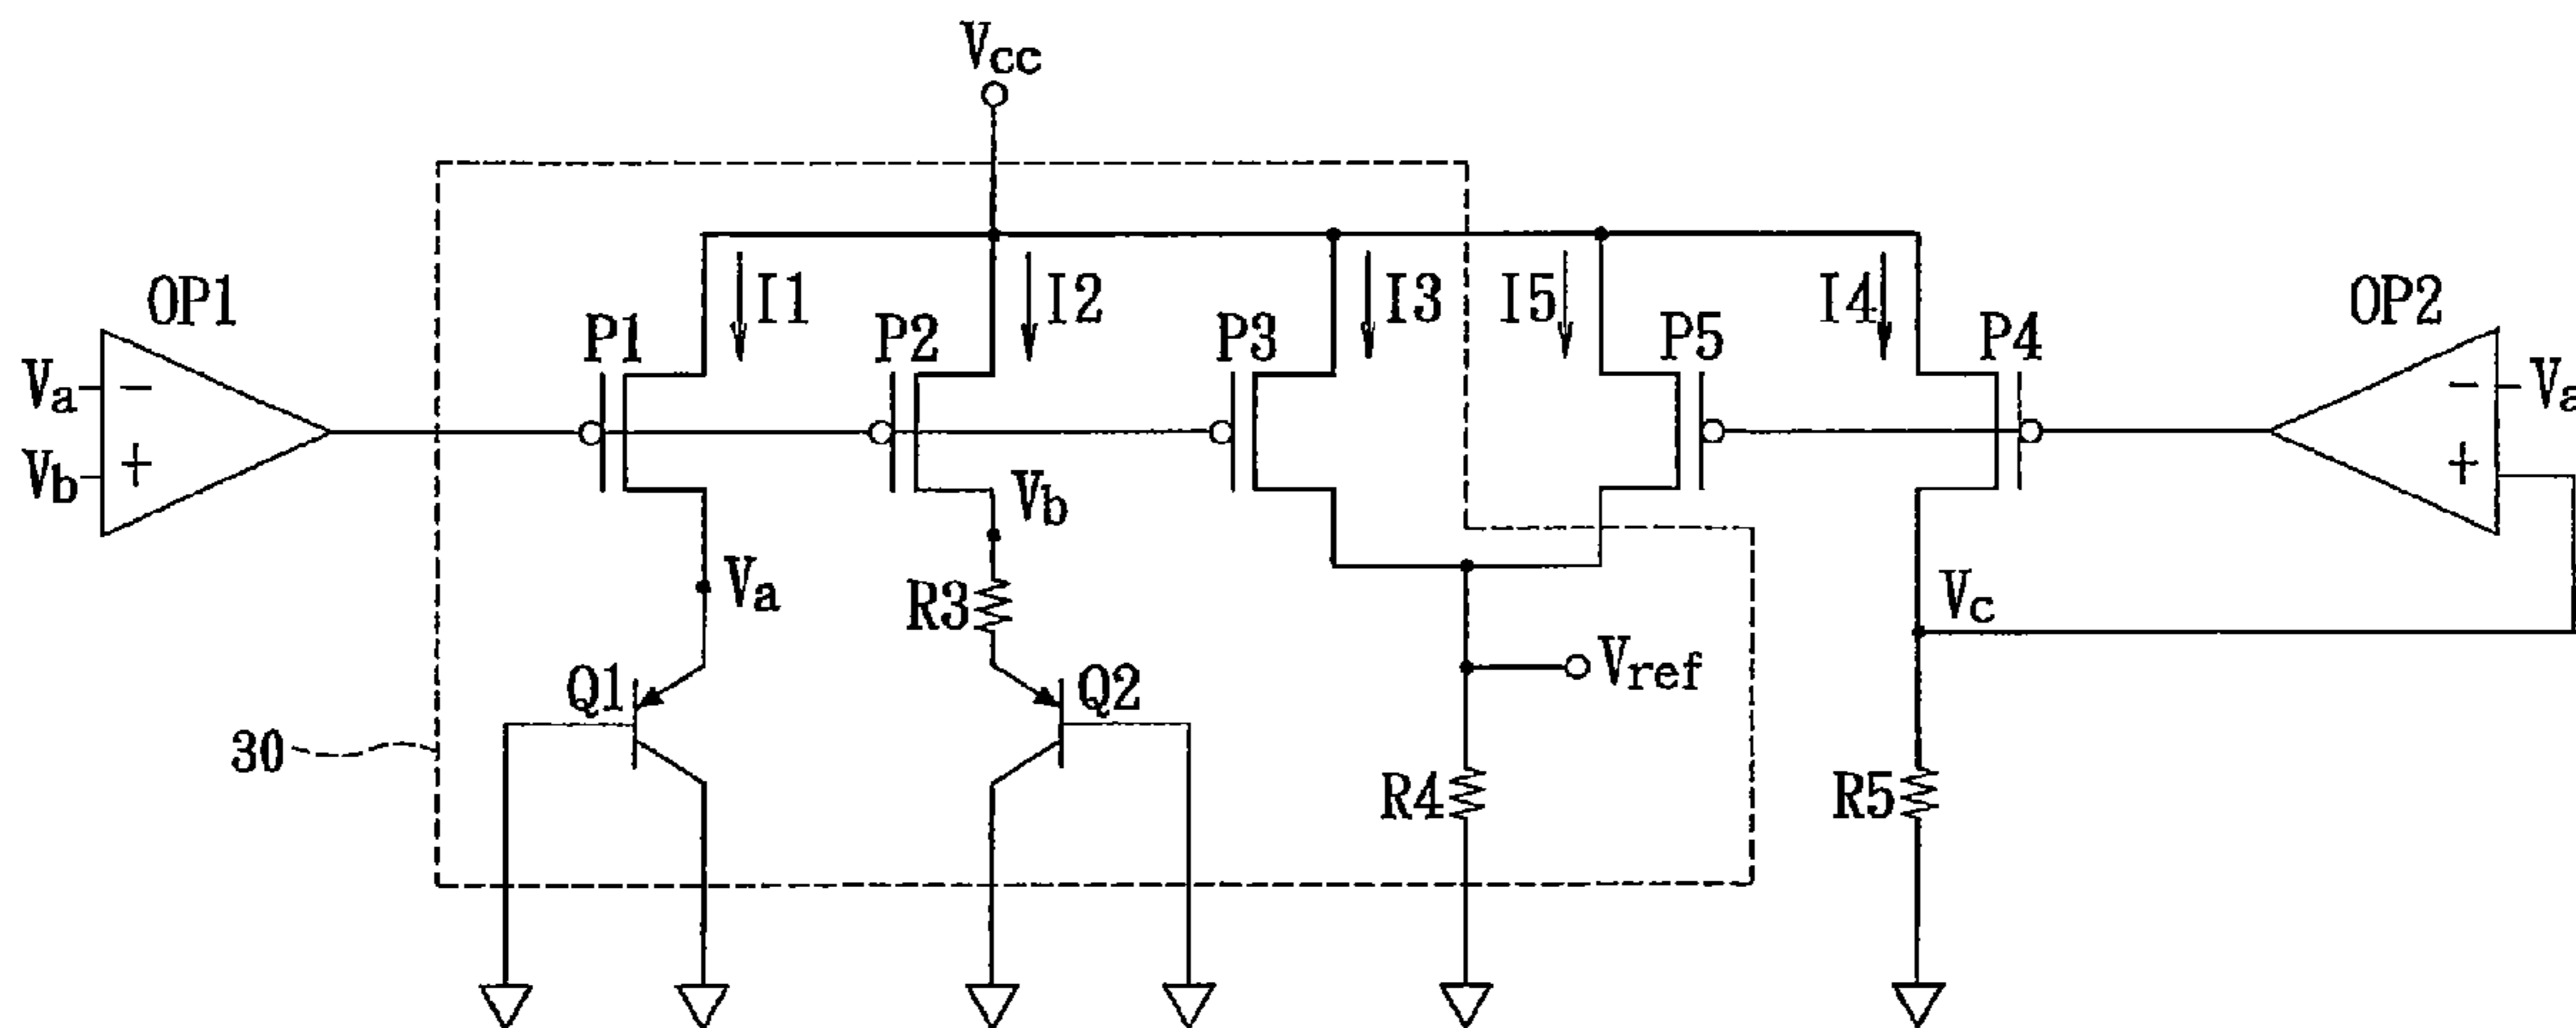 Vcc
OP1
I1
I2
I3
I5
I4
OP2
P1
P2
P3
P5
P4
Va
−
−
Va
Vb
+
+
Vb
Va
R3
Vc
Q1
Q2
Vref
30
R4
R5